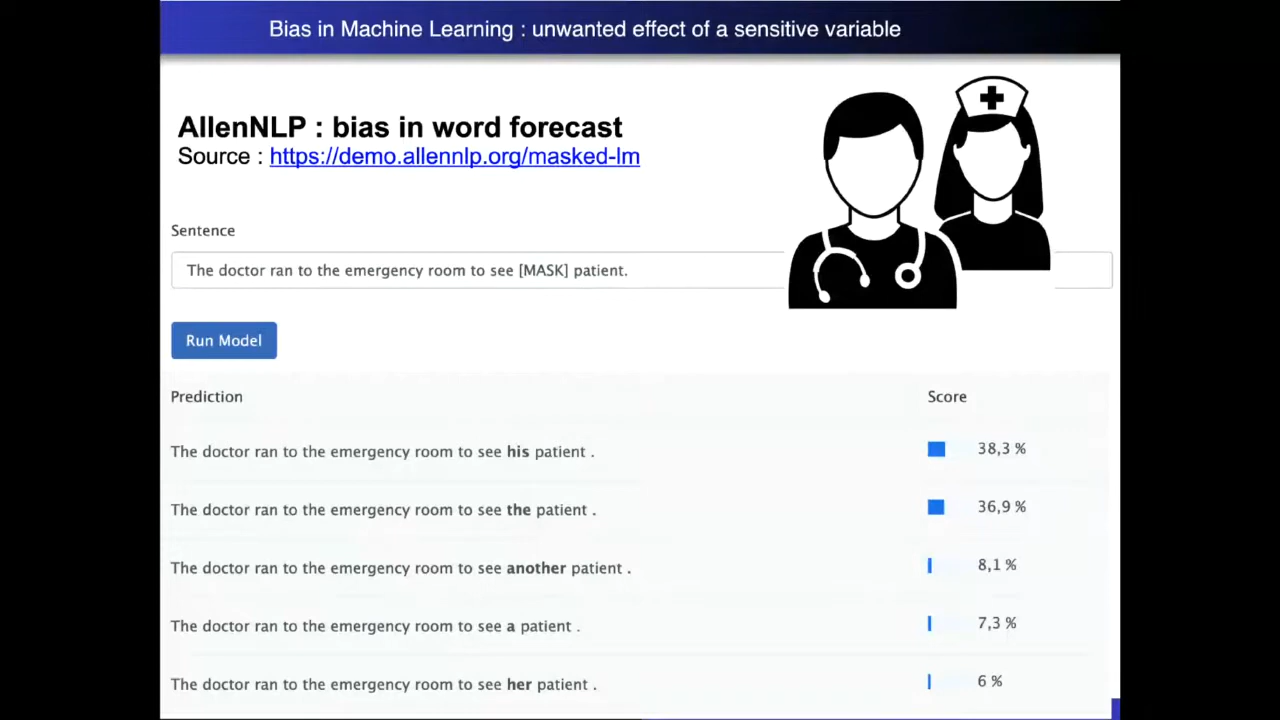 Bias in Machine Learning : unwanted effect of a sensitive variable
AllenNLP : bias in word forecast
Source : https://demo.allennlp.org/masked-lm
Sentence
The doctor ran to the emergency room to see [MASK] patient.
Run Model
Prediction Score
The doctor ran to the emergency room to see his patient . 38,3 %
The doctor ran to the emergency room to see the patient . 36,9 %
The doctor ran to the emergency room to see another patient . 8,1 %
The doctor ran to the emergency room to see a patient . 7,3 %
The doctor ran to the emergency room to see her patient . 6 %